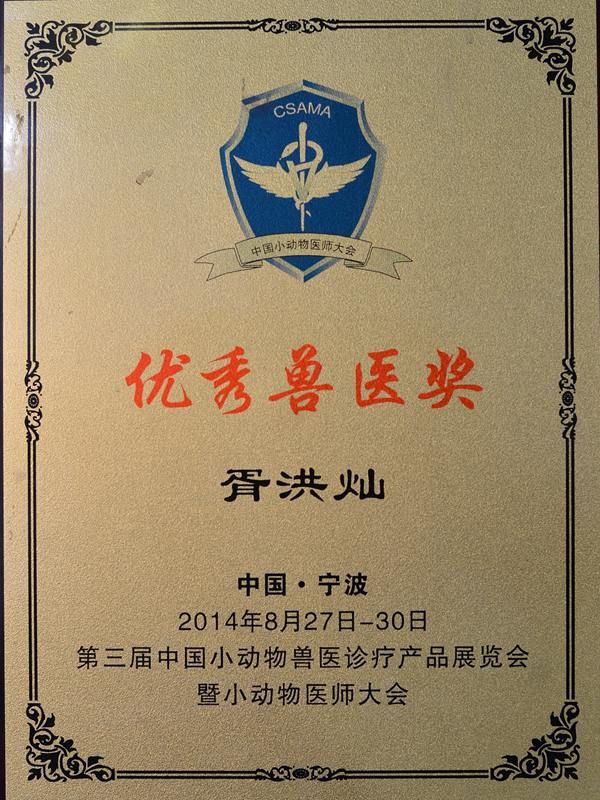 CSAMA
中国小动物医师大会
优秀兽医奖
胥洪灿
中国·宁波
2014年8月27日-30日
第三届中国小动物兽医诊疗产品展览会
暨小动物医师大会